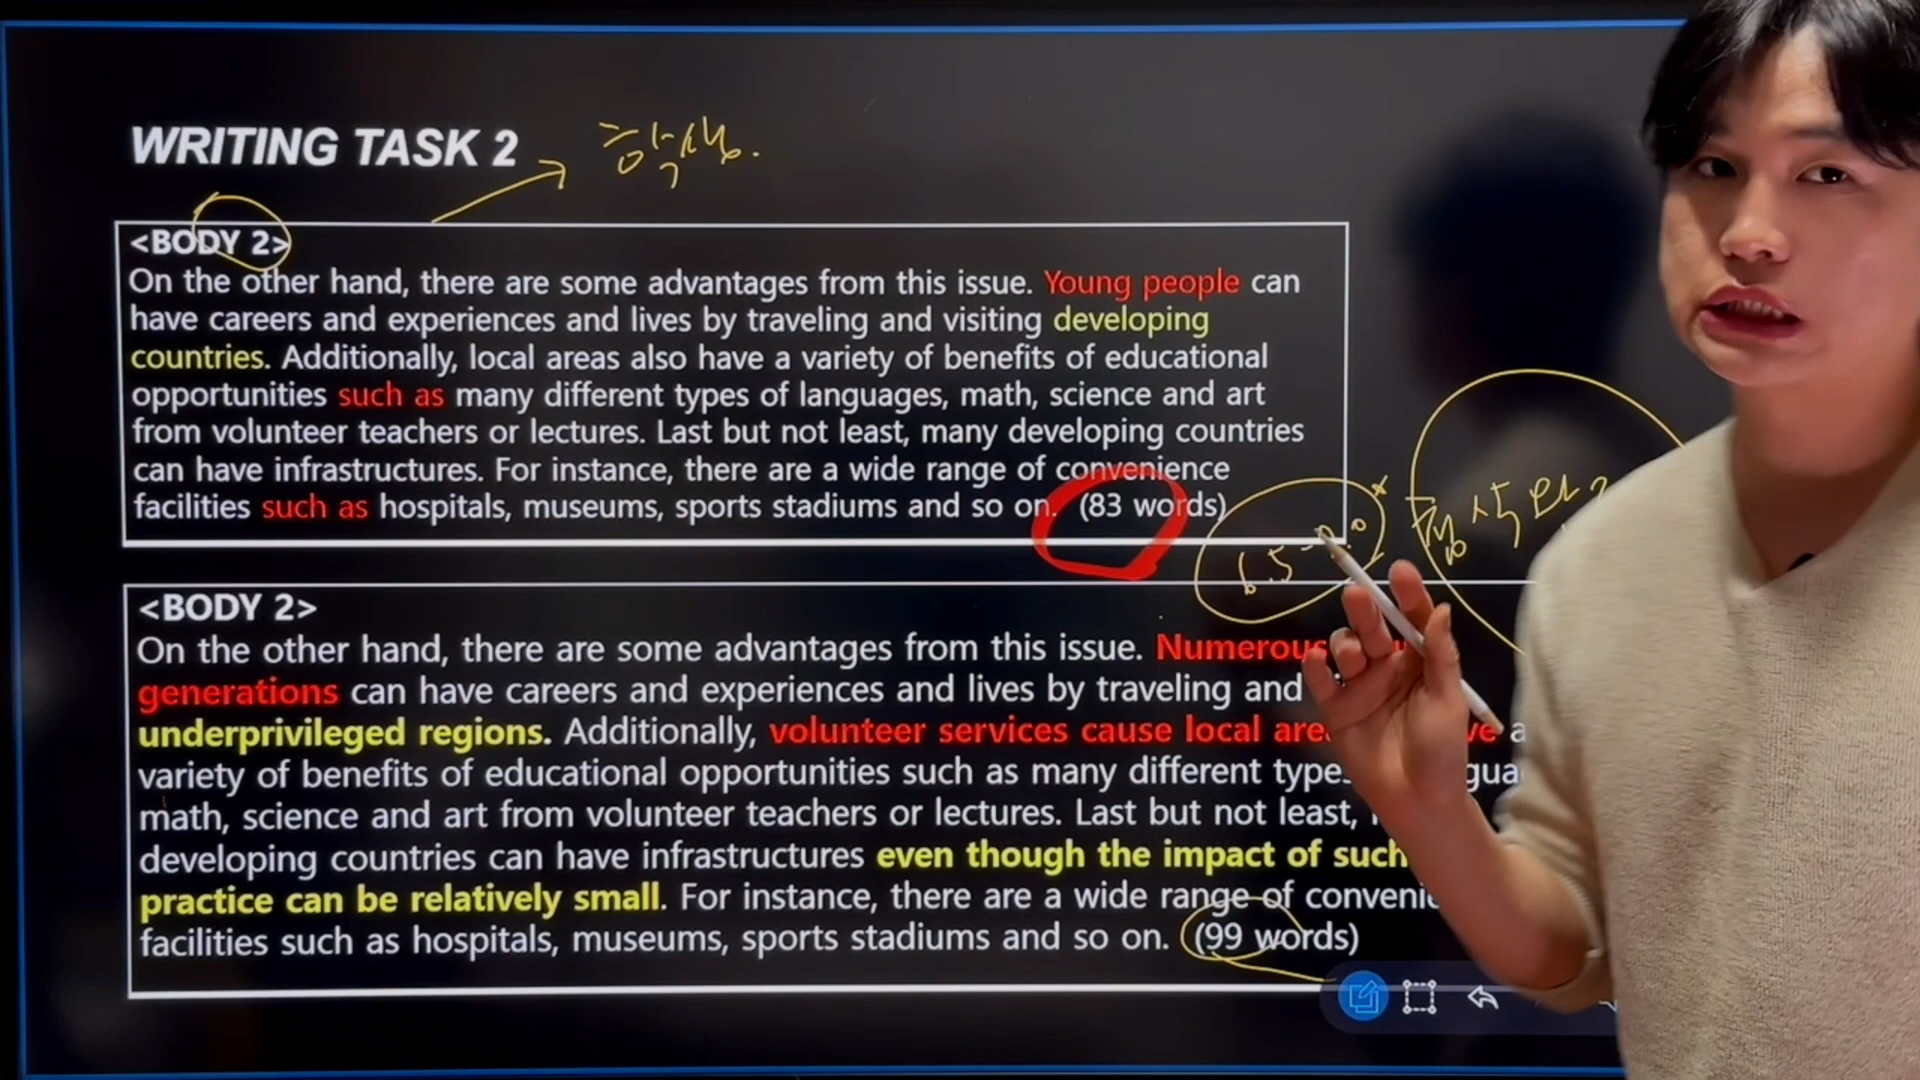 WRITING TASK 2
학생.
<BODY 2>
On the other hand, there are some advantages from this issue. Young people can
have careers and experiences and lives by traveling and visiting developing
countries. Additionally, local areas also have a variety of benefits of educational
opportunities such as many different types of languages, math, science and art
from volunteer teachers or lectures. Last but not least, many developing countries
can have infrastructures. For instance, there are a wide range of convenience
facilities such as hospitals, museums, sports stadiums and so on. (83 words)
6.5
<BODY 2>
On the other hand, there are some advantages from this issue. Numerous
generations can have careers and experiences and lives by traveling and
underprivileged regions. Additionally, volunteer services cause local
variety of benefits of educational opportunities such as many different
math, science and art from volunteer teachers or lectures. Last but not least,
developing countries can have infrastructures even though the impact of such
practice can be relatively small. For instance, there are a wide range of
facilities such as hospitals, museums, sports stadiums and so on. (99 words)